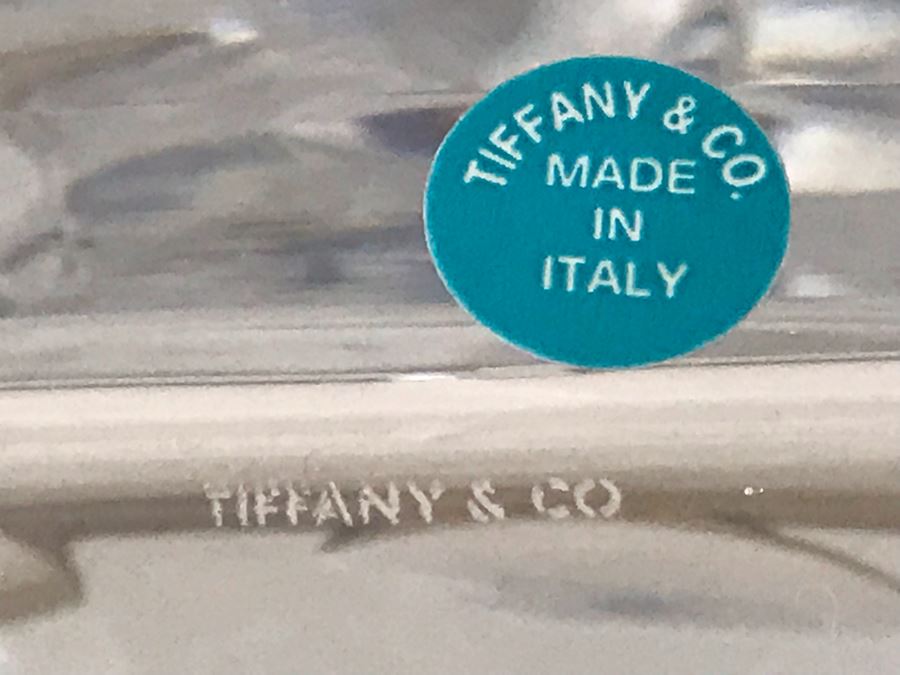 TIFFANY & CO.
MADE
IN
ITALY
TIFFANY & CO